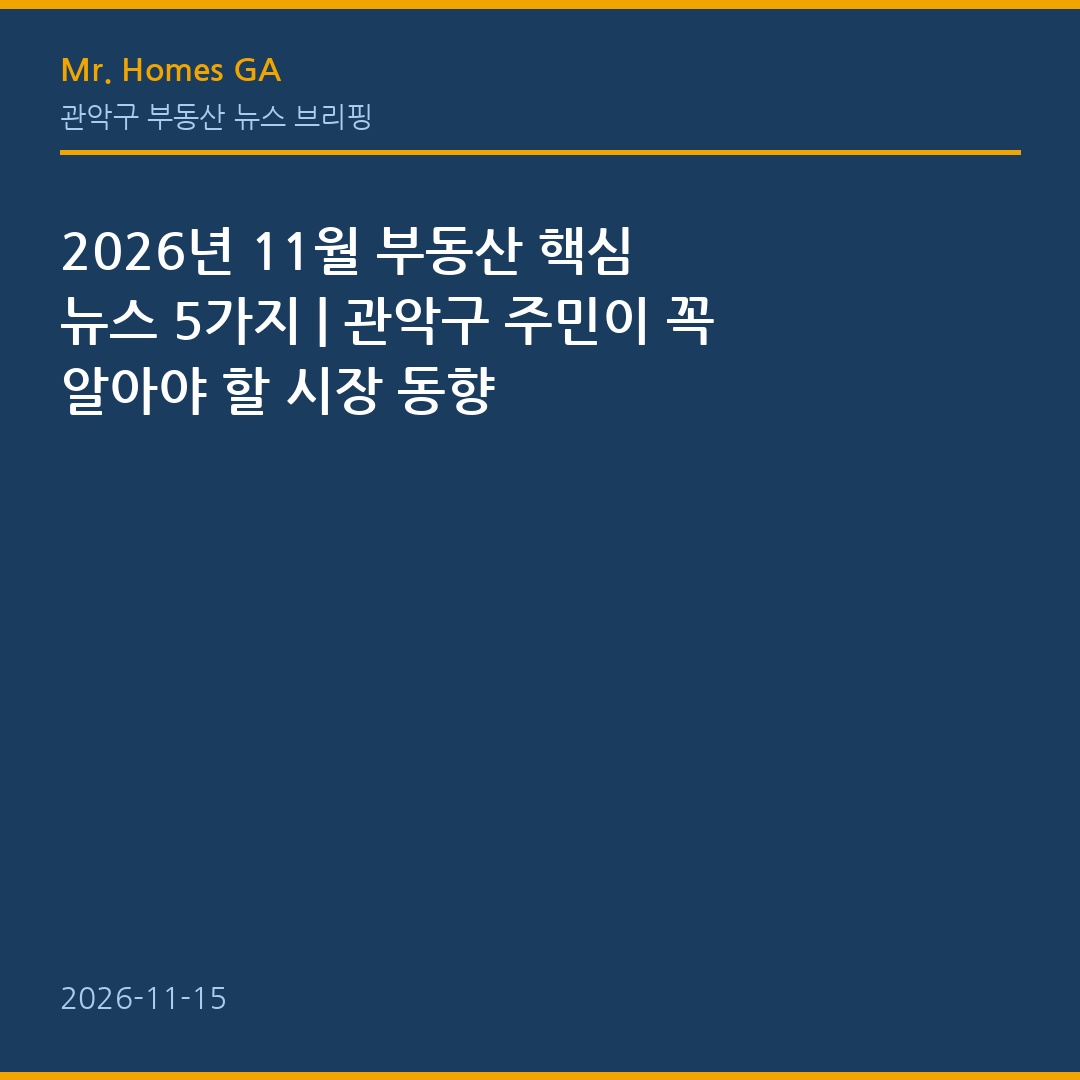 Mr. Homes GA
관악구 부동산 뉴스 브리핑
2026년 11월 부동산 핵심
뉴스 5가지 | 관악구 주민이 꼭
알아야 할 시장 동향
2026-11-15